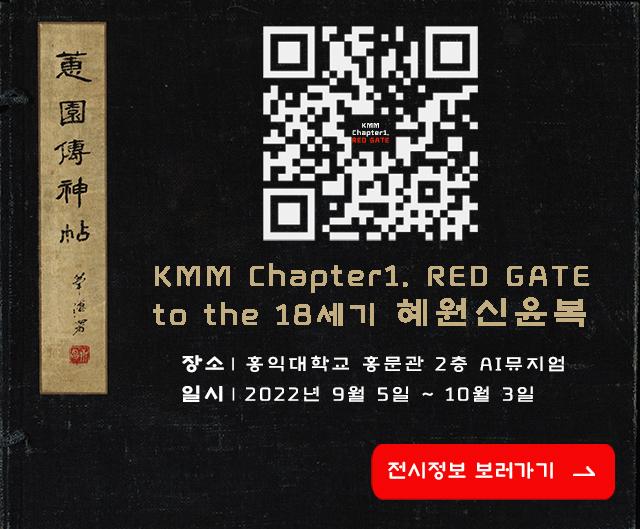 蕙
園
傳
神
帖
KMM
Chapter1.
RED GATE
KMM Chapter1. RED GATE
to the 18세기 혜원신윤복
장소 | 홍익대학교 홍문관 2층 AI뮤지엄
일시 | 2022년 9월 5일 ~ 10월 3일
전시정보 보러가기